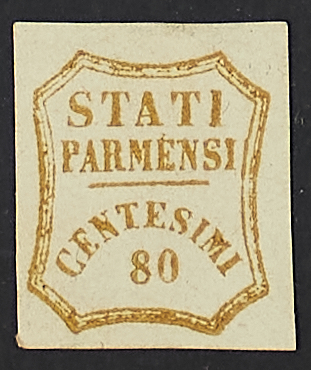 STATI
PARMENSI
CENTESIMI
80